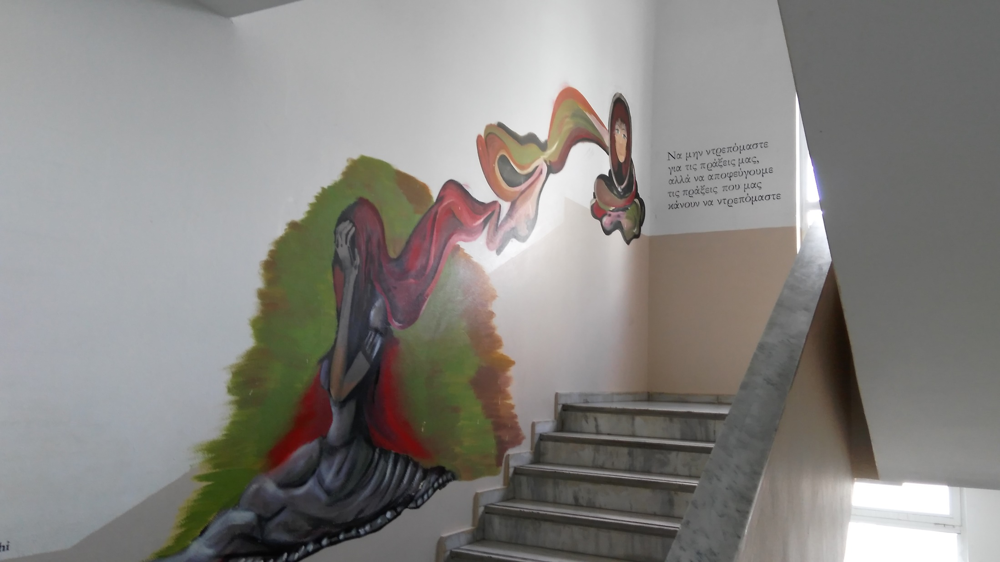 Να μην ντρεπόμαστε
για τις πράξεις μας,
αλλά να αποφεύγουμε
τις πράξεις που μας
κάνουν να ντρεπόμαστε